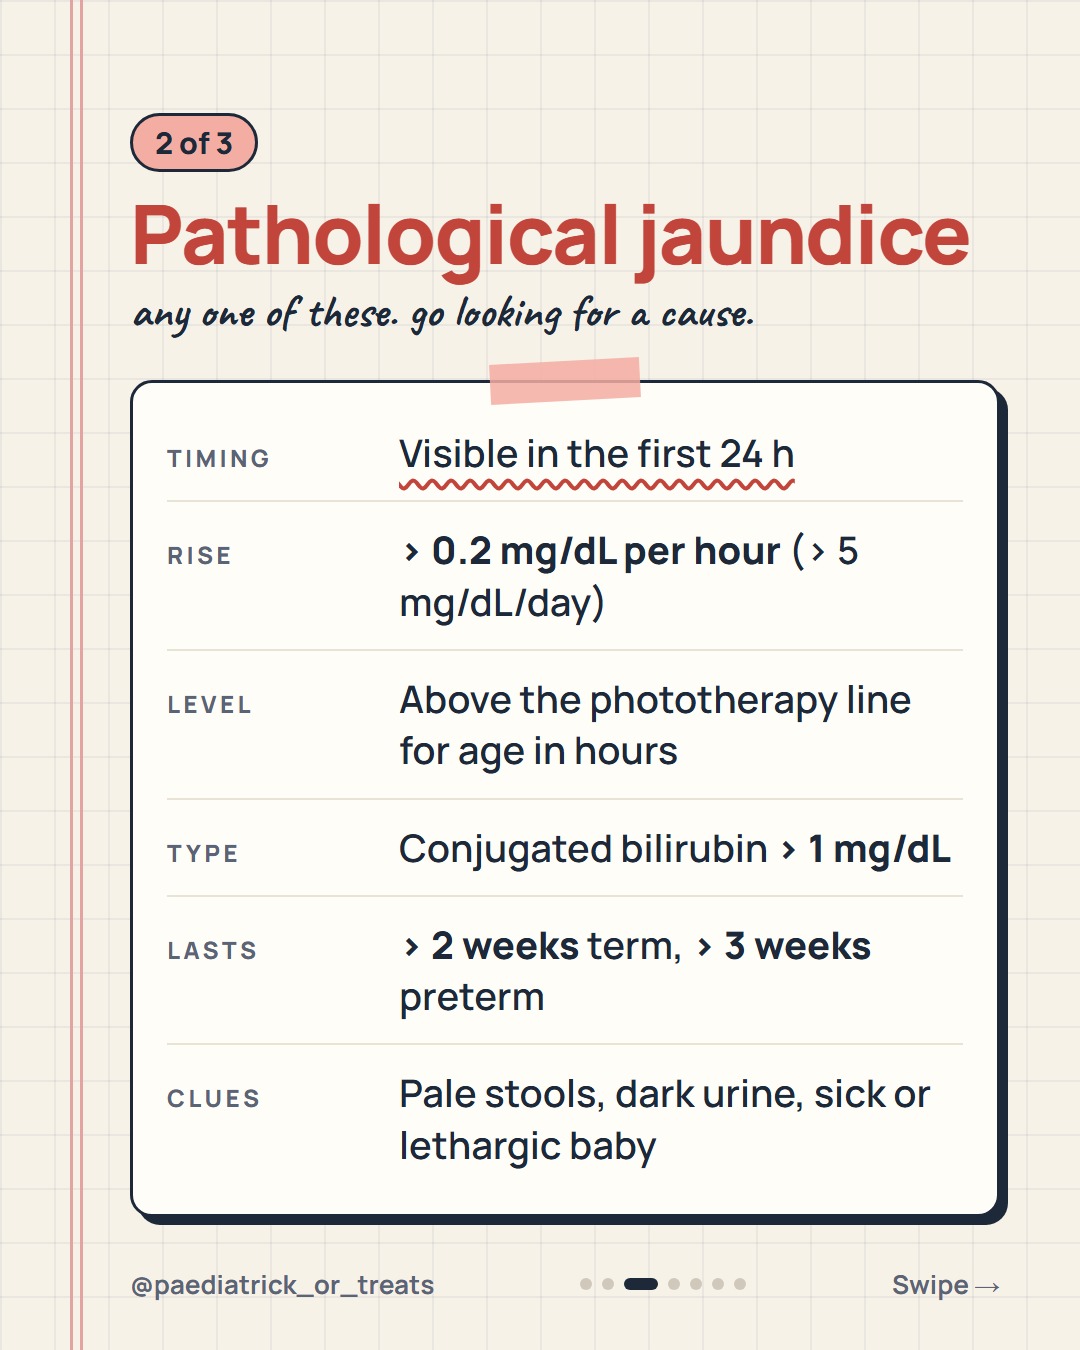 2 of 3
Pathological jaundice
any one of these. go looking for a cause.
TIMING
Visible in the first 24 h
RISE
> 0.2 mg/dL per hour (> 5
mg/dL/day)
LEVEL
Above the phototherapy line
for age in hours
TYPE
Conjugated bilirubin > 1 mg/dL
LASTS
> 2 weeks term, > 3 weeks
preterm
CLUES
Pale stools, dark urine, sick or
lethargic baby
@paediatrick_or_treats
Swipe →